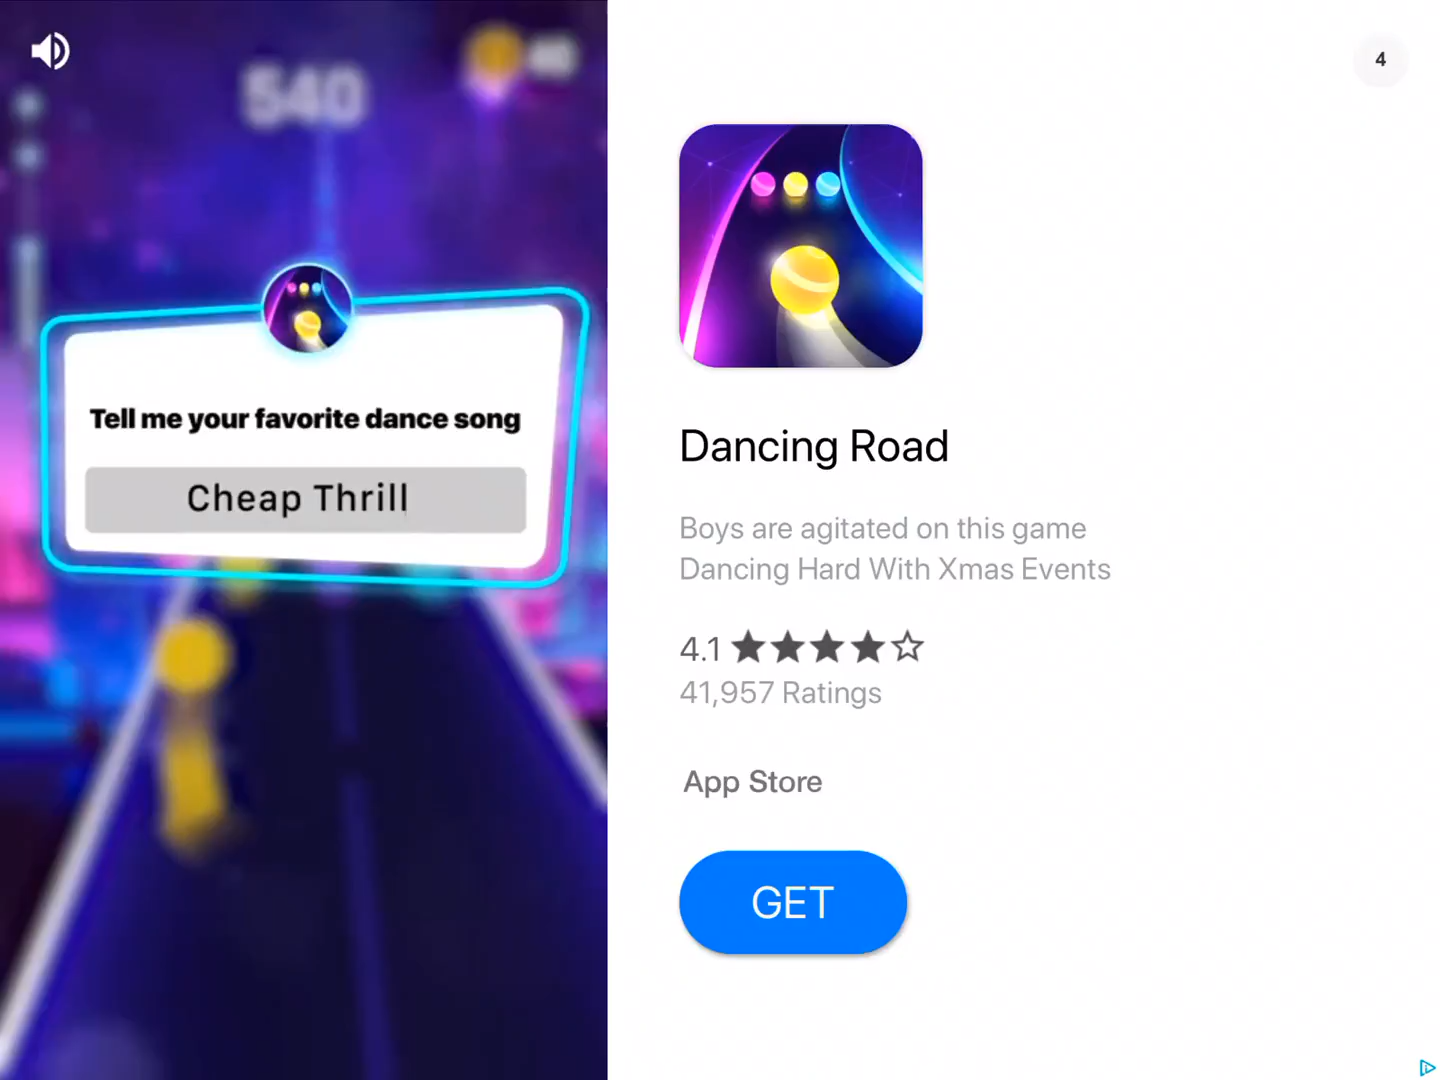 540
Tell me your favorite dance song
Cheap Thrill
4
Dancing Road
Boys are agitated on this game
Dancing Hard With Xmas Events
4.1
41,957 Ratings
App Store
GET